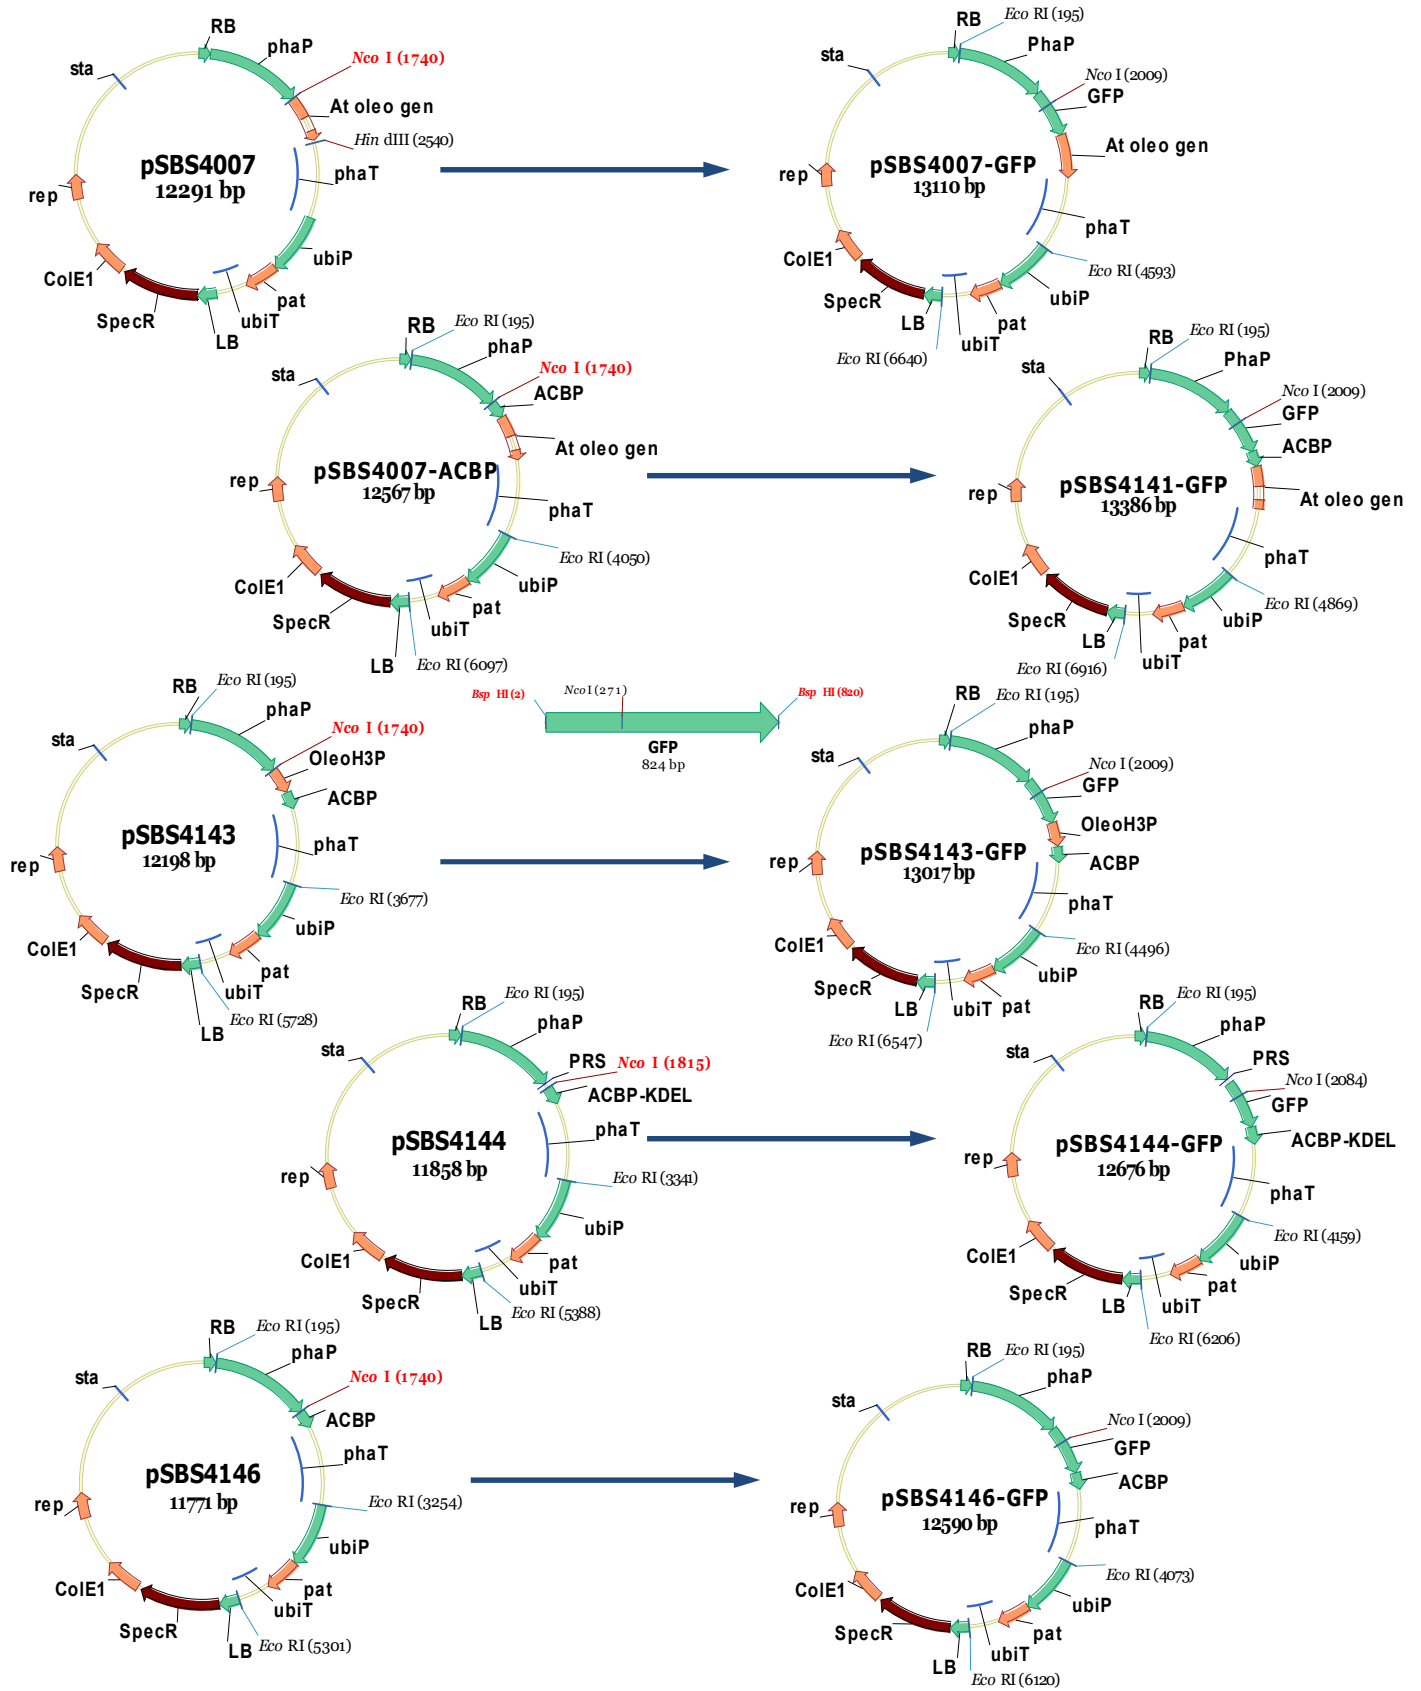 RB
phaP
Nco I (1740)
sta
At oleo gen
Hin dIII (2540)
pSBS4007
12291 bp
phaT
rep
ubiP
ColE1
pat
SpecR
ubiT
LB
RB
Eco RI (195)
PhaP
sta
Nco I (2009)
GFP
At oleo gen
pSBS4007-GFP
13110 bp
rep
phaT
ColE1
Eco RI (4593)
SpecR
ubiP
LB
pat
ubiT
Eco RI (6640)
RB
Eco RI (195)
phaP
sta
Nco I (1740)
ACBP
At oleo gen
pSBS4007-ACBP
12567 bp
rep
phaT
Eco RI (4050)
ColE1
ubiP
SpecR
pat
ubiT
LB
Eco RI (6097)
RB
Eco RI (195)
PhaP
sta
Nco I (2009)
GFP
ACBP
pSBS4141-GFP
13386 bp
rep
At oleo gen
phaT
ColE1
Eco RI (4869)
SpecR
ubiP
LB
pat
ubiT
Eco RI (6916)
Bsp HI (2)
NcoI (271)
Bsp HI (820)
GFP
824 bp
RB
Eco RI (195)
phaP
Nco I (1740)
sta
OleoH3P
ACBP
pSBS4143
12198 bp
phaT
rep
Eco RI (3677)
ubiP
ColE1
pat
SpecR
ubiT
LB
Eco RI (5728)
RB
Eco RI (195)
phaP
sta
Nco I (2009)
GFP
OleoH3P
pSBS4143-GFP
13017 bp
ACBP
rep
phaT
ColE1
Eco RI (4496)
ubiP
SpecR
pat
LB
ubiT
Eco RI (6547)
RB
Eco RI (195)
phaP
sta
PRS
Nco I (1815)
ACBP-KDEL
phaT
pSBS4144
11858 bp
rep
Eco RI (3341)
ubiP
ColE1
pat
ubiT
SpecR
Eco RI (5388)
LB
RB
Eco RI (195)
phaP
sta
PRS
Nco I (2084)
GFP
ACBP-KDEL
pSBS4144-GFP
12676 bp
rep
phaT
Eco RI (4159)
ColE1
ubiP
SpecR
pat
LB
ubiT
Eco RI (6206)
RB
Eco RI (195)
phaP
sta
Nco I (1740)
ACBP
phaT
pSBS4146
11771 bp
rep
Eco RI (3254)
ubiP
ColE1
pat
ubiT
SpecR
LB
Eco RI (5301)
RB
Eco RI (195)
phaP
sta
Nco I (2009)
GFP
ACBP
pSBS4146-GFP
12590 bp
rep
phaT
Eco RI (4073)
ColE1
ubiP
SpecR
pat
ubiT
LB
Eco RI (6120)